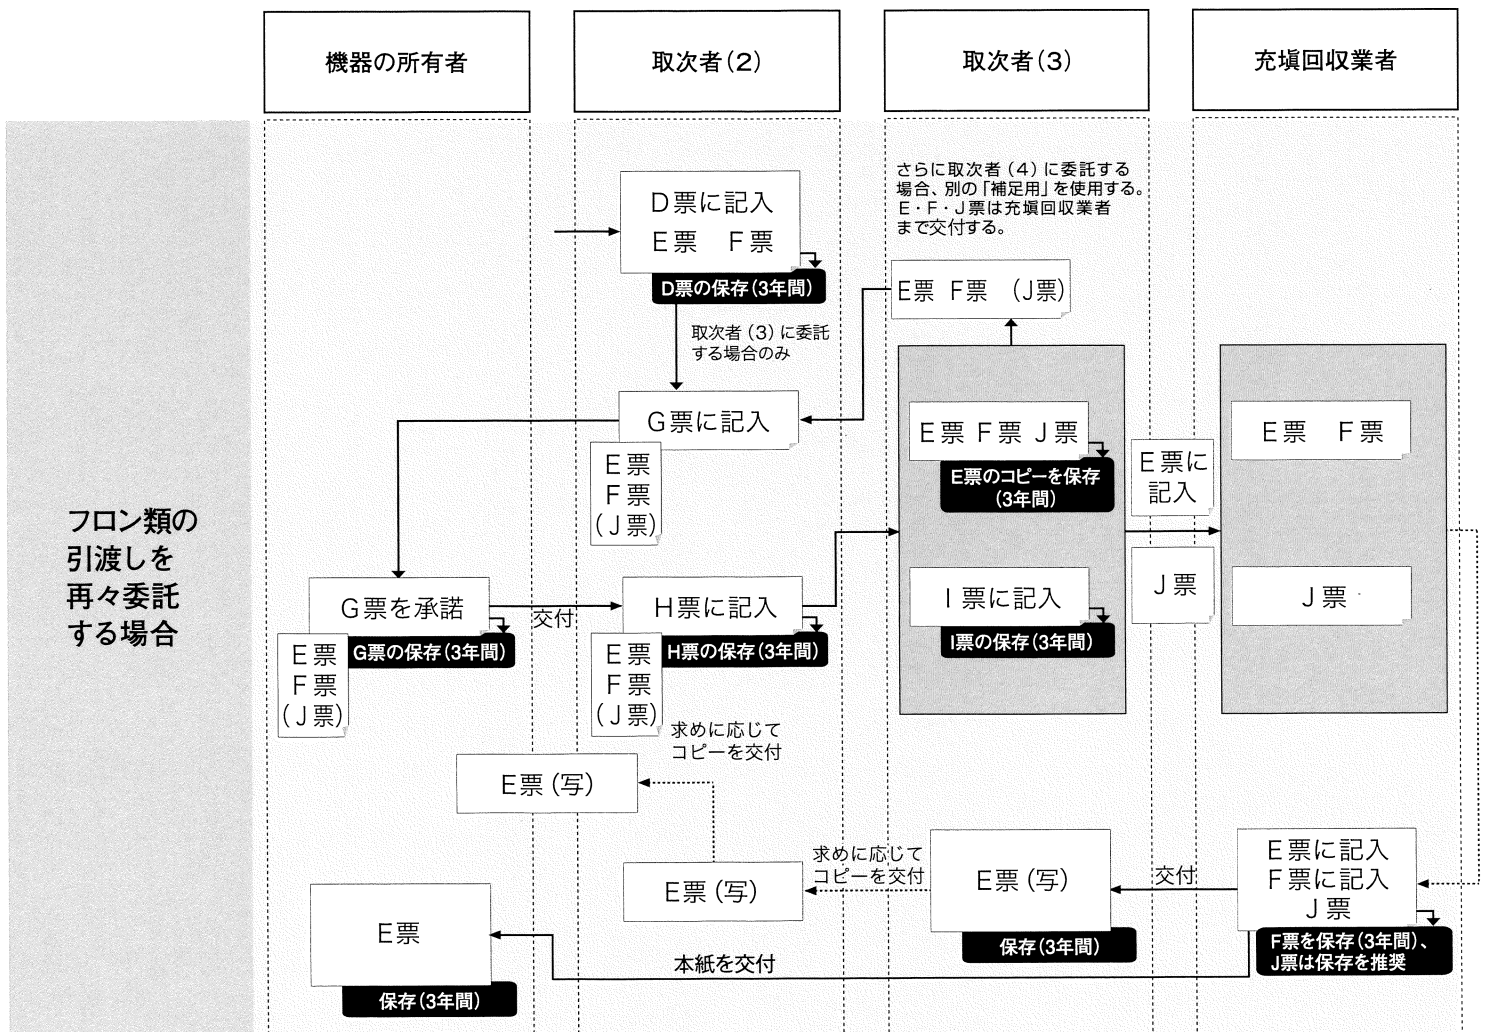 機器の所有者
取次者(2)
取次者(3)
充塡回収業者
フロン類の
引渡しを
再々委託
する場合
D票に記入
E票　F票
D票の保存(3年間)
取次者(3)に委託
する場合のみ
さらに取次者(4)に委託する
場合、別の「補足用」を使用する。
E・F・J票は充塡回収業者
まで交付する。
E票 F票 (J票)
G票に記入
E票
F票
(J票)
E票 F票 J票
E票のコピーを保存
(3年間)
E票に
記入
E票　F票
G票を承諾
G票の保存(3年間)
E票
F票
(J票)
交付
H票に記入
H票の保存(3年間)
E票
F票
(J票)
I票に記入
I票の保存(3年間)
J票
J票
求めに応じて
コピーを交付
E票(写)
E票(写)
求めに応じて
コピーを交付
E票(写)
保存(3年間)
交付
E票に記入
F票に記入
J票
F票を保存(3年間)、
J票は保存を推奨
E票
保存(3年間)
本紙を交付